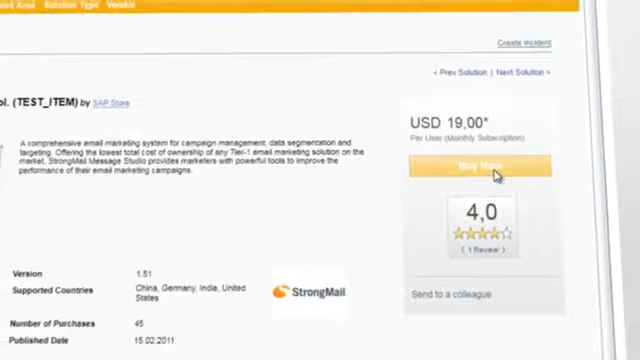 Solution Type Vendor
Create Incident
< Prev Solution | Next Solution >
(TEST_ITEM) by SAP Store
USD 19,00*
Per User (Monthly Subscription)
A comprehensive email marketing system for campaign management, data segmentation and
targeting. Offering the lowest total cost of ownership of any Tier-1 email marketing solution on the
market, StrongMail Message Studio provides marketers with powerful tools to improve the
performance of their email marketing campaigns.
Buy Now
4,0
( 1 Review )
Version 1.51
Supported Countries China, Germany, India, United
States
StrongMail
Send to a colleague
Number of Purchases 45
Published Date 15.02.2011